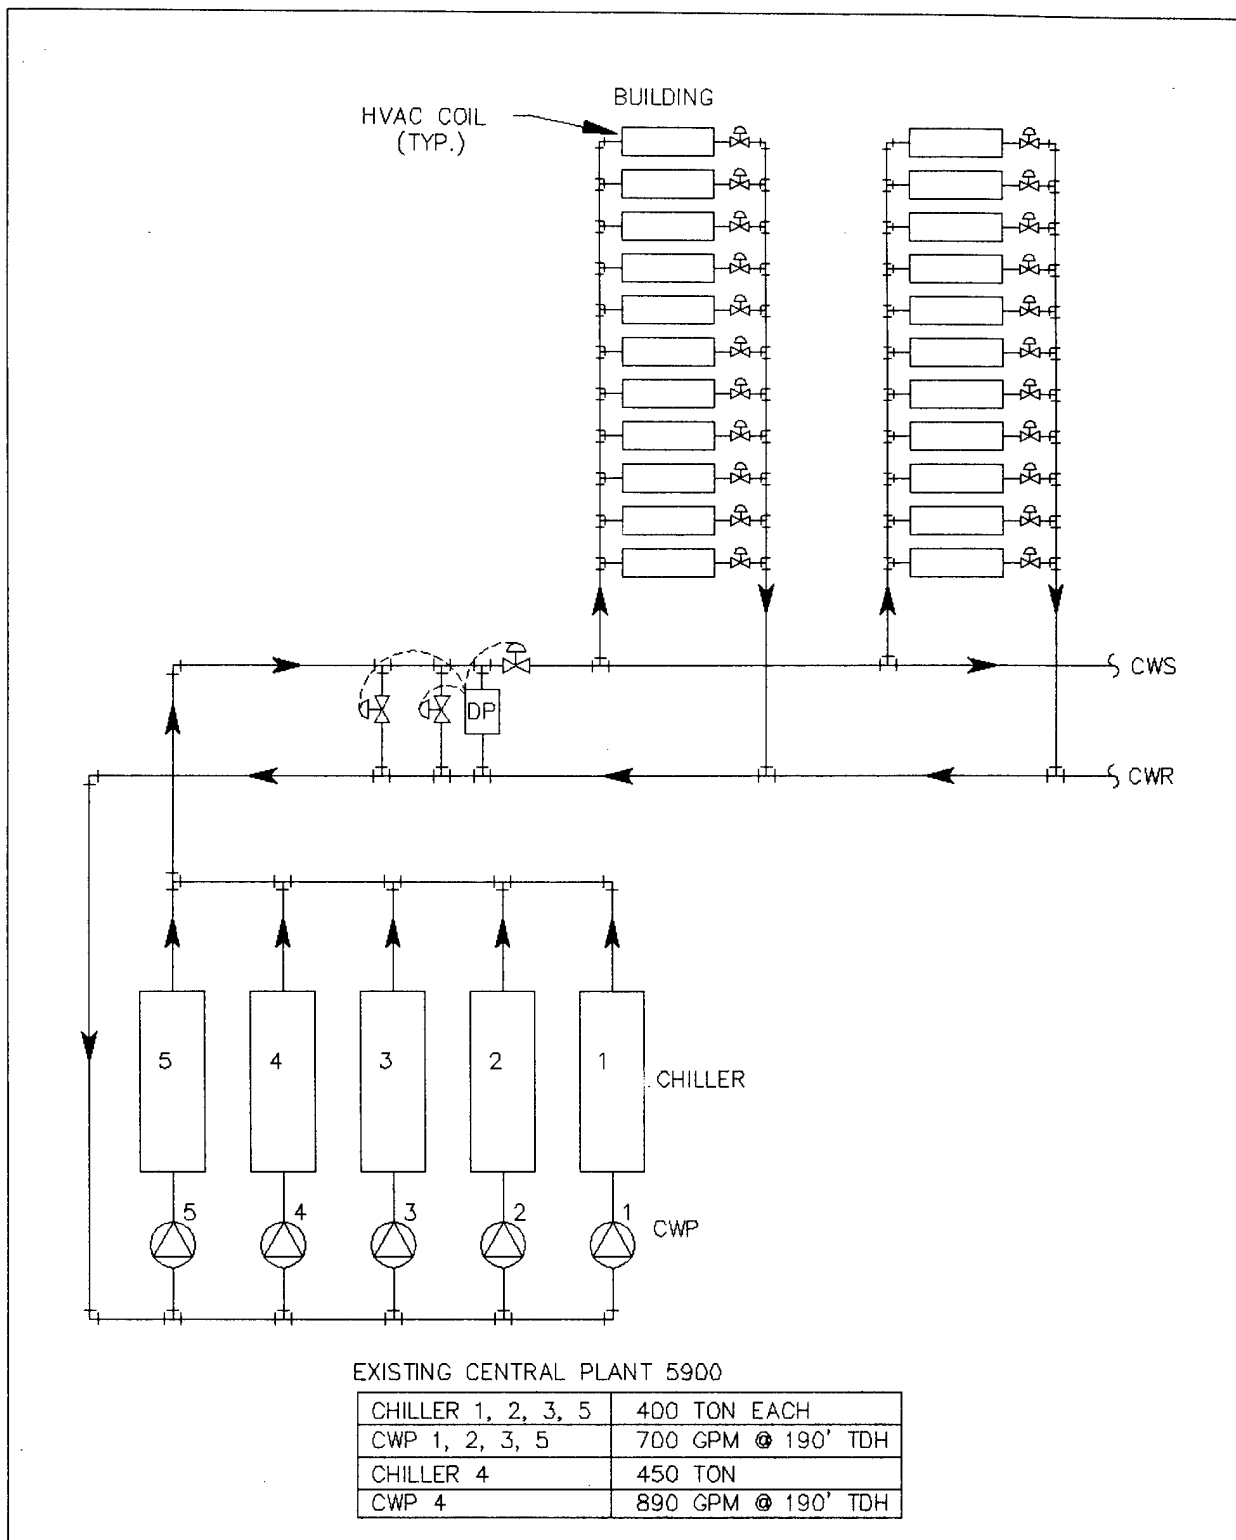 BUILDING
HVAC COIL
(TYP.)
CWS
DP
CWR
5 4 3 2 1
CHILLER
5 4 3 2 1
CWP
EXISTING CENTRAL PLANT 5900
CHILLER 1, 2, 3, 5 400 TON EACH
CWP 1, 2, 3, 5 700 GPM @ 190' TDH
CHILLER 4 450 TON
CWP 4 890 GPM @ 190' TDH